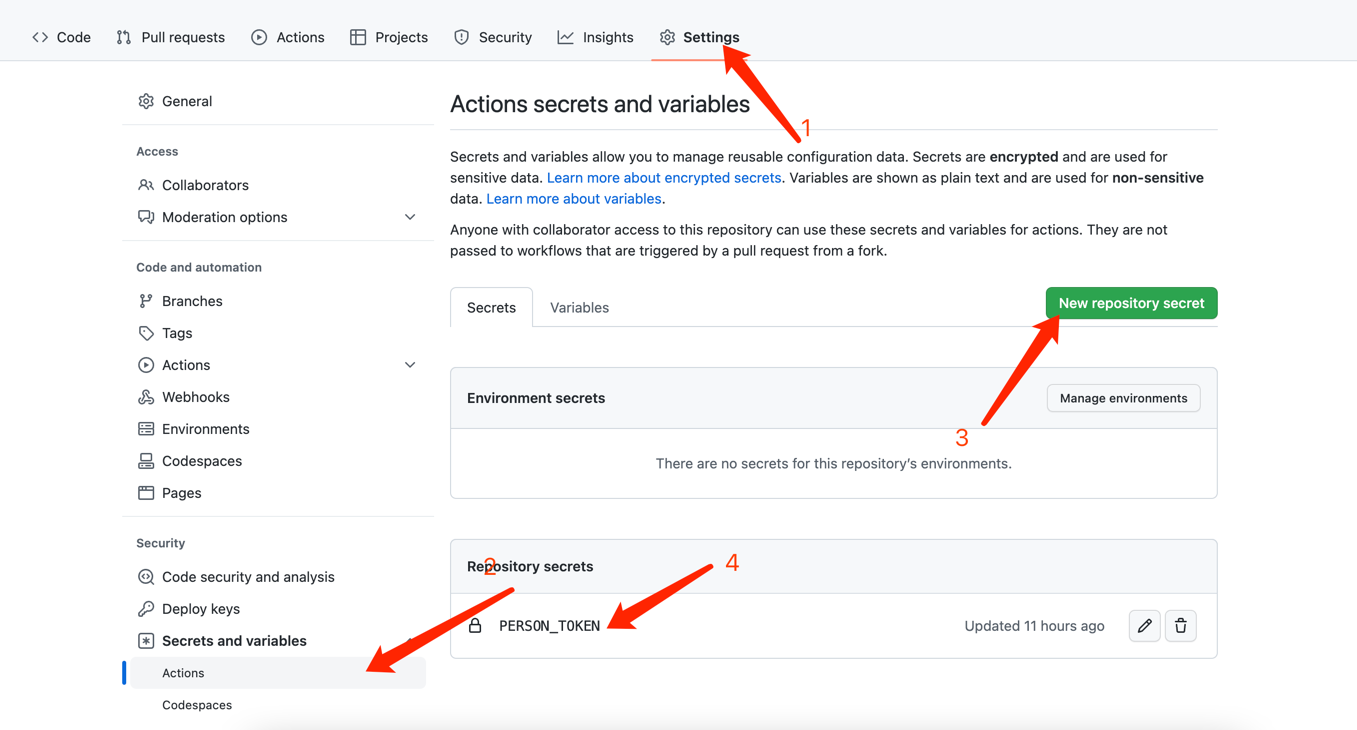 Code Pull requests Actions Projects Security Insights Settings
General
Access
Collaborators
Moderation options
Code and automation
Branches
Tags
Actions
Webhooks
Environments
Codespaces
Pages
Security
Code security and analysis
Deploy keys
Secrets and variables
Actions
Codespaces
Actions secrets and variables
1
Secrets and variables allow you to manage reusable configuration data. Secrets are encrypted and are used for
sensitive data. Learn more about encrypted secrets. Variables are shown as plain text and are used for non-sensitive
data. Learn more about variables.
Anyone with collaborator access to this repository can use these secrets and variables for actions. They are not
passed to workflows that are triggered by a pull request from a fork.
Secrets Variables New repository secret
Environment secrets Manage environments
3
There are no secrets for this repository's environments.
Repository secrets
2 4
PERSON_TOKEN Updated 11 hours ago